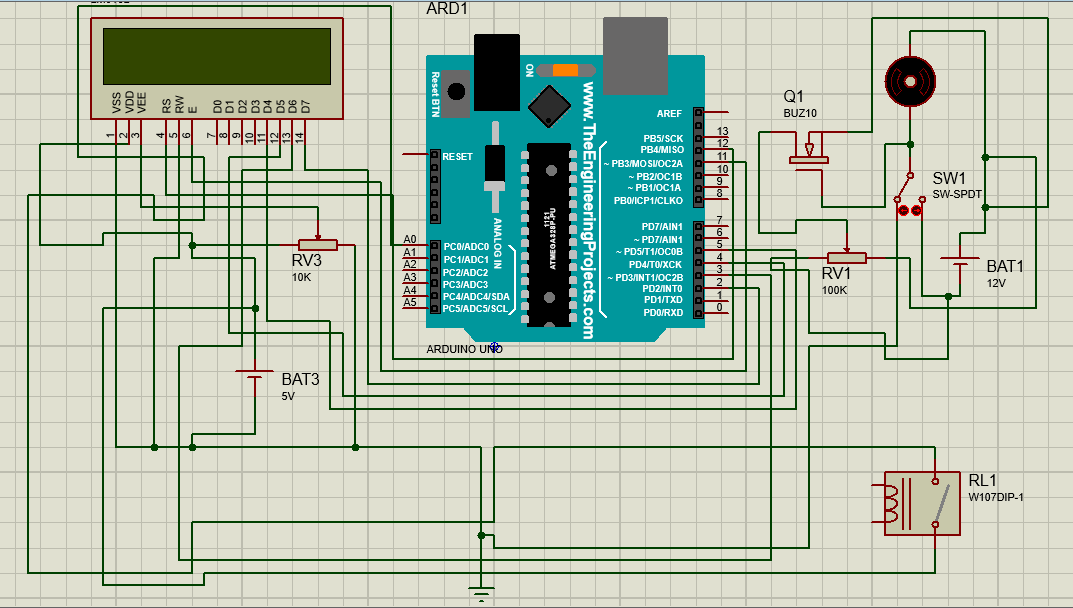 ARD1
VSS
VDD
VEE
RS
RW
E
D0
D1
D2
D3
D4
D5
D6
D7
1
2
3
4
5
6
7
8
9
10
11
12
13
14
Reset BTN
ON
www.TheEngineeringProjects.com
RESET
ANALOG IN
1121
ATMEGA328P-PU
AREF
PB5/SCK
PB4/MISO
~ PB3/MOSI/OC2A
~ PB2/OC1B
~ PB1/OC1A
PB0/ICP1/CLKO
PD7/AIN1
~ PD7/AIN1
~ PD5/T1/OC0B
PD4/T0/XCK
~ PD3/INT1/OC2B
PD2/INT0
PD1/TXD
PD0/RXD
13
12
11
10
9
8
7
6
5
4
3
2
1
0
A0
A1
A2
A3
A4
A5
PC0/ADC0
PC1/ADC1
PC2/ADC2
PC3/ADC3
PC4/ADC4/SDA
PC5/ADC5/SCL
ARDUINO UNO
Q1
BUZ10
SW1
SW-SPDT
RV3
10K
RV1
100K
BAT1
12V
BAT3
5V
RL1
W107DIP-1